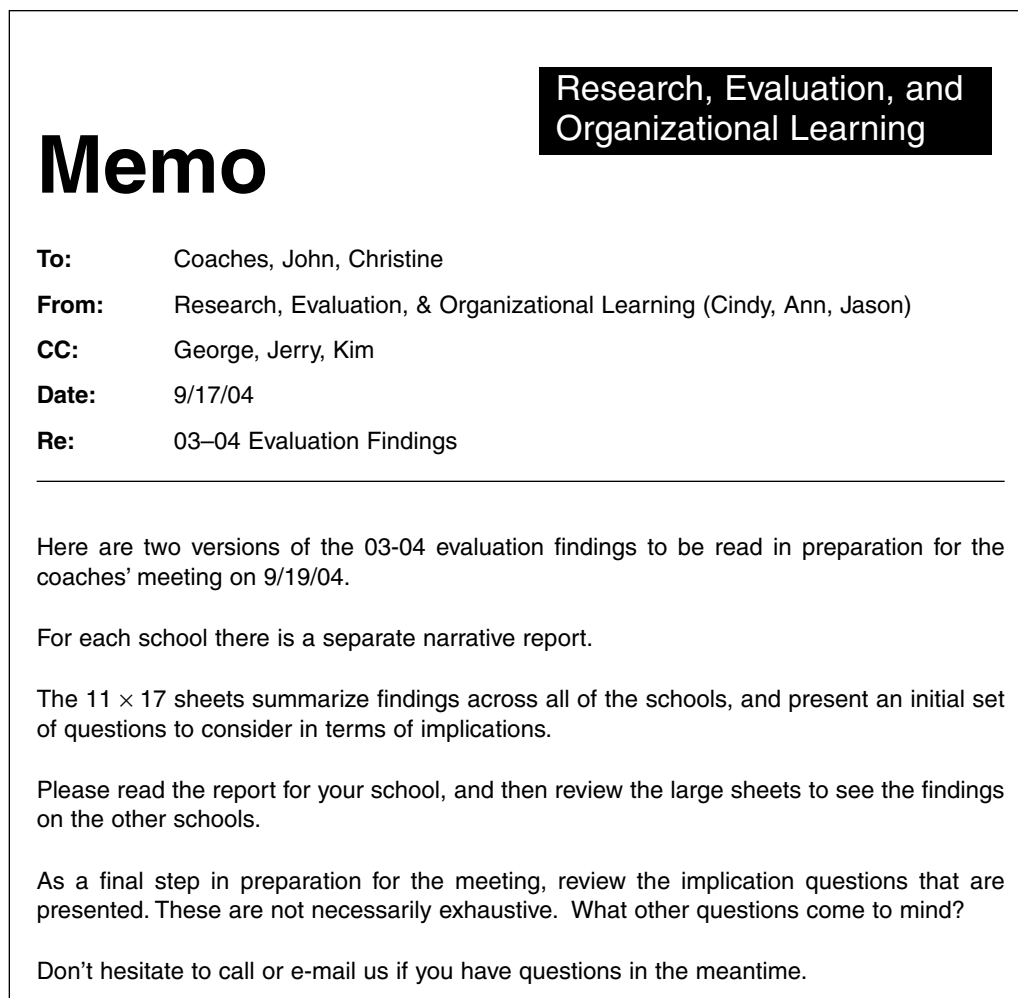 Research, Evaluation, and
Organizational Learning
Memo
To: Coaches, John, Christine
From: Research, Evaluation, & Organizational Learning (Cindy, Ann, Jason)
CC: George, Jerry, Kim
Date: 9/17/04
Re: 03–04 Evaluation Findings
Here are two versions of the 03-04 evaluation findings to be read in preparation for the
coaches’ meeting on 9/19/04.
For each school there is a separate narrative report.
The 11 × 17 sheets summarize findings across all of the schools, and present an initial set
of questions to consider in terms of implications.
Please read the report for your school, and then review the large sheets to see the findings
on the other schools.
As a final step in preparation for the meeting, review the implication questions that are
presented. These are not necessarily exhaustive.  What other questions come to mind?
Don’t hesitate to call or e-mail us if you have questions in the meantime.